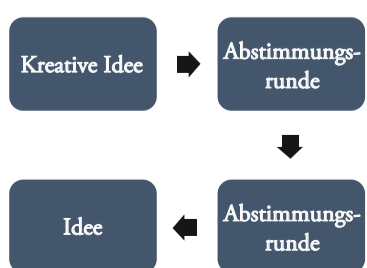 Kreative Idee
Abstimmungs-
runde
Abstimmungs-
runde
Idee